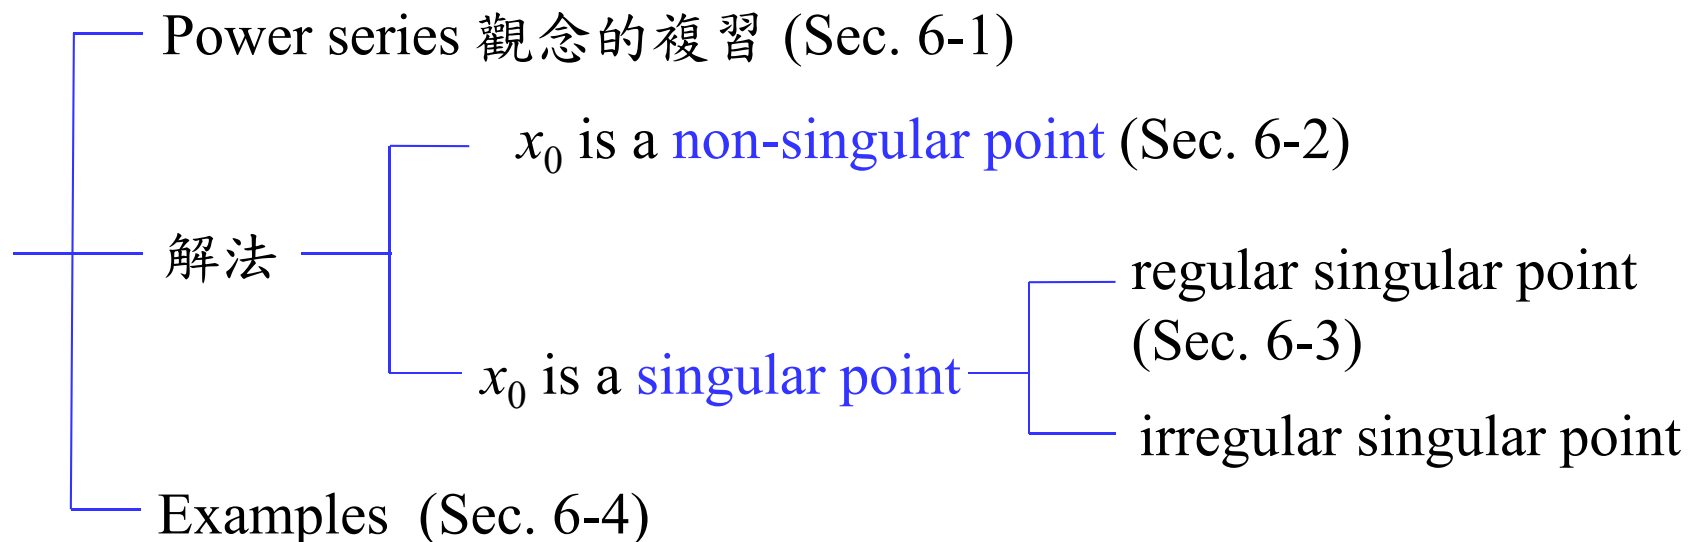 Power series 觀念的複習 (Sec. 6-1)
x0 is a non-singular point (Sec. 6-2)
解法
regular singular point
(Sec. 6-3)
x0 is a singular point
irregular singular point
Examples (Sec. 6-4)